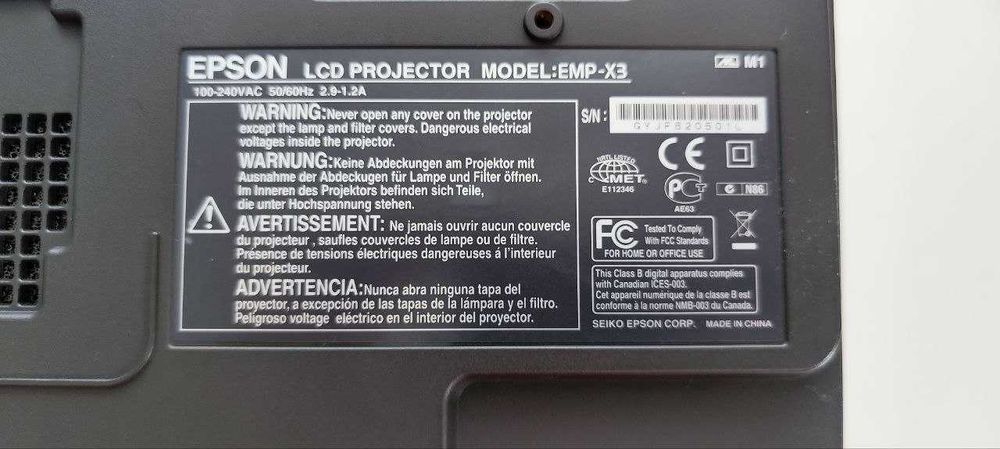 EPSON LCD PROJECTOR MODEL:EMP-X3
M1
100-240VAC 50/60Hz 2.9-1.2A
WARNING:Never open any cover on the projector
except the lamp and filter covers. Dangerous electrical
voltages inside the projector.
WARNUNG:Keine Abdeckungen am Projektor mit
Ausnahme der Abdeckugen für Lampe und Filter öffnen.
Im Inneren des Projektors befinden sich Teile,
die unter Hochspannung stehen.
AVERTISSEMENT: Ne jamais ouvrir aucun couvercle
du projecteur , saufles couvercles de lampe ou de filtre.
Présence de tensions électriques dangereuses á l'interieur
du projecteur.
ADVERTENCIA:Nunca abra ninguna tapa del
proyector, a excepción de las tapas de la lámpara y el filtro.
Peligroso voltage eléctrico en el interior del proyector.
S/N:
NRTL LISTED
C MET
E112346
CE
AE63
N86
FC
Tested To Comply
With FCC Standards
FOR HOME OR OFFICE USE
This Class B digital apparatus complies
with Canadian ICES-003.
Cet appareil numérique de la classe B est
conforme à la norme NMB-003 du Canada.
SEIKO EPSON CORP. MADE IN CHINA